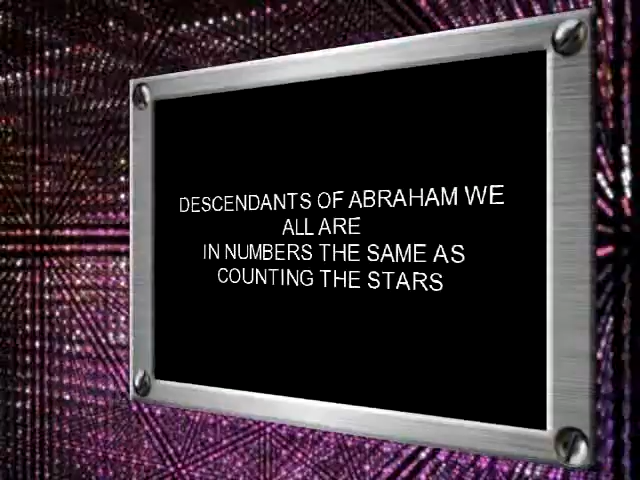 DESCENDANTS OF ABRAHAM WE
ALL ARE
IN NUMBERS THE SAME AS
COUNTING THE STARS